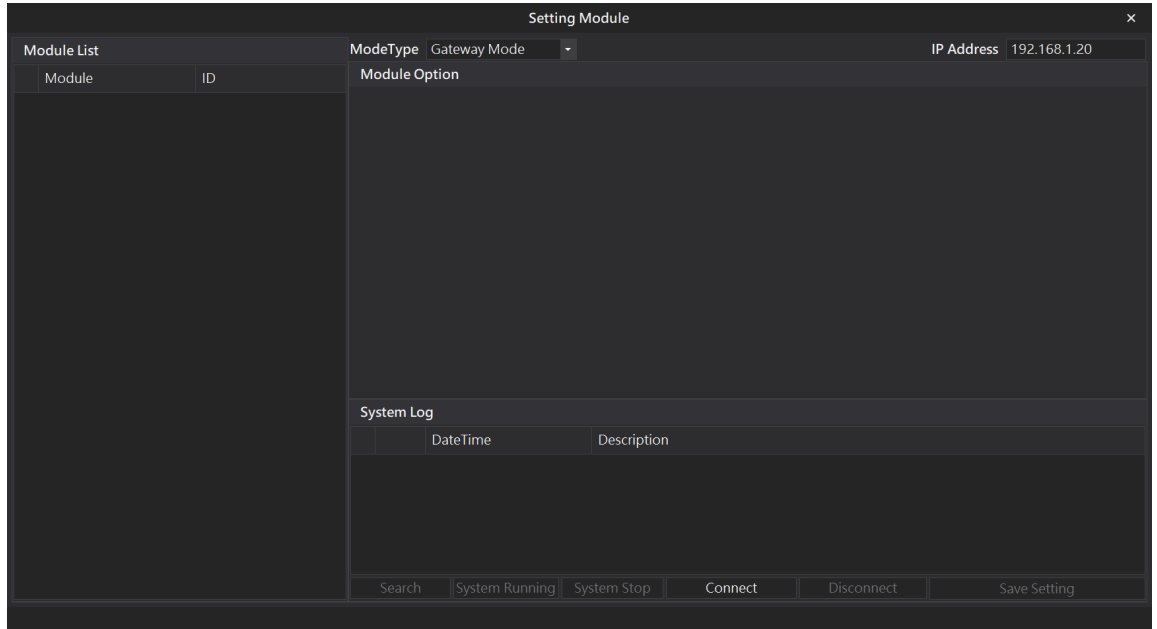 Setting Module ×
Module List
Module ID
ModeType Gateway Mode
IP Address 192.168.1.20
Module Option
System Log
DateTime Description
Search System Running System Stop Connect Disconnect Save Setting